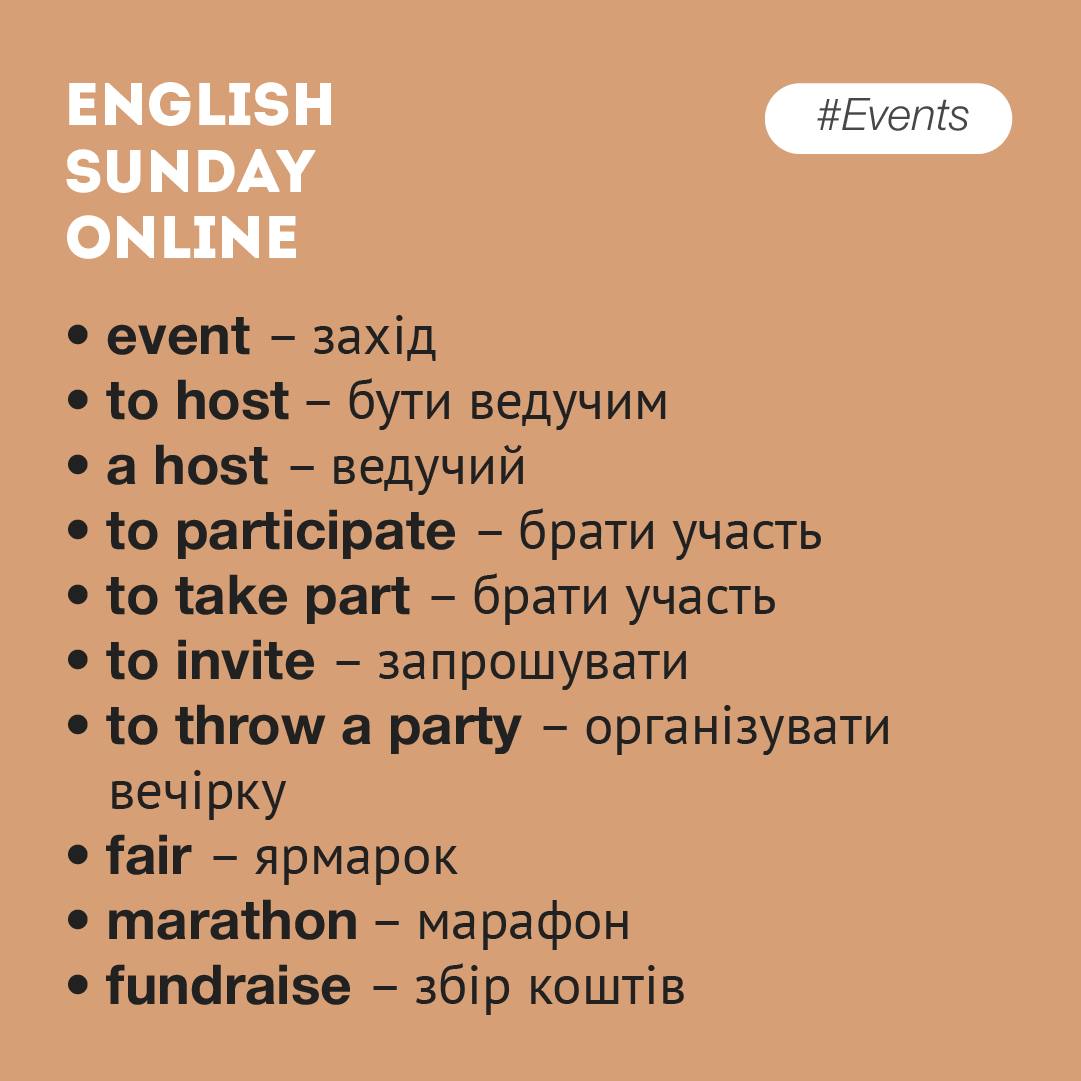 ENGLISH
SUNDAY
ONLINE
#Events
• event – захід
• to host – бути ведучим
• a host – ведучий
• to participate – брати участь
• to take part – брати участь
• to invite – запрошувати
• to throw a party – організувати
вечірку
• fair – ярмарок
• marathon – марафон
• fundraise – збір коштів